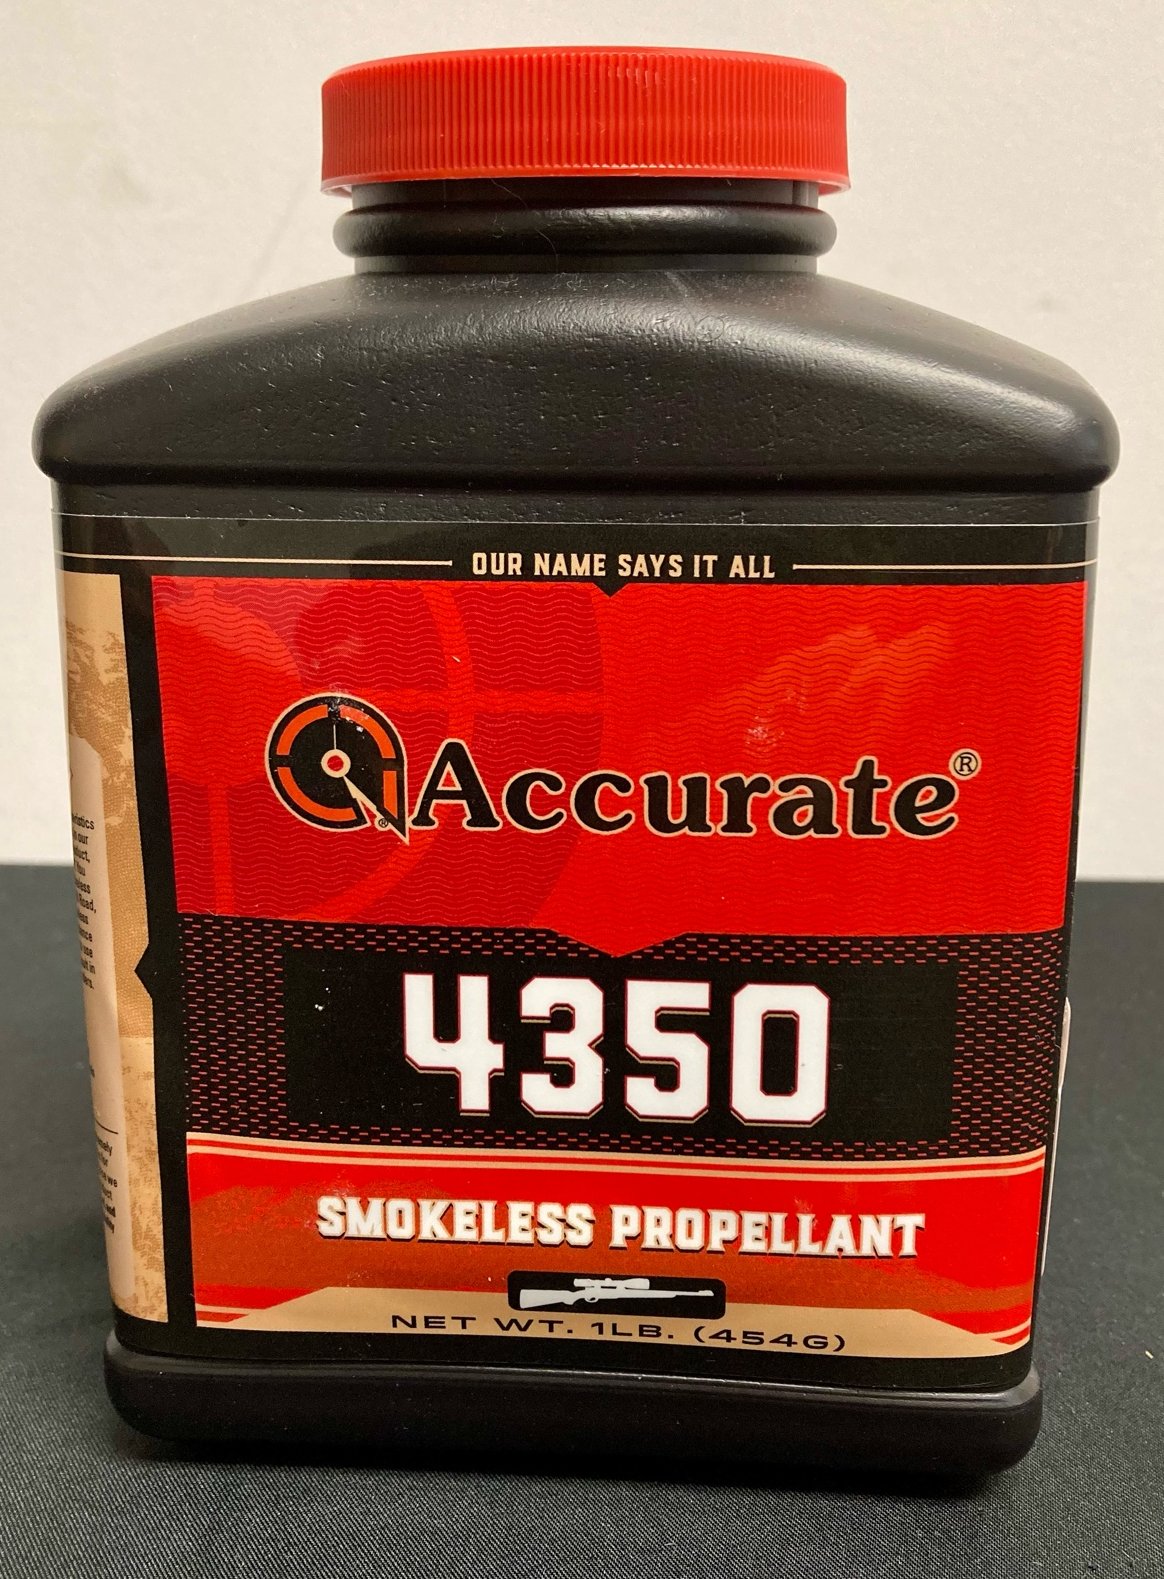 OUR NAME SAYS IT ALL
Accurate®
4350
SMOKELESS PROPELLANT
NET WT. 1LB. (454G)